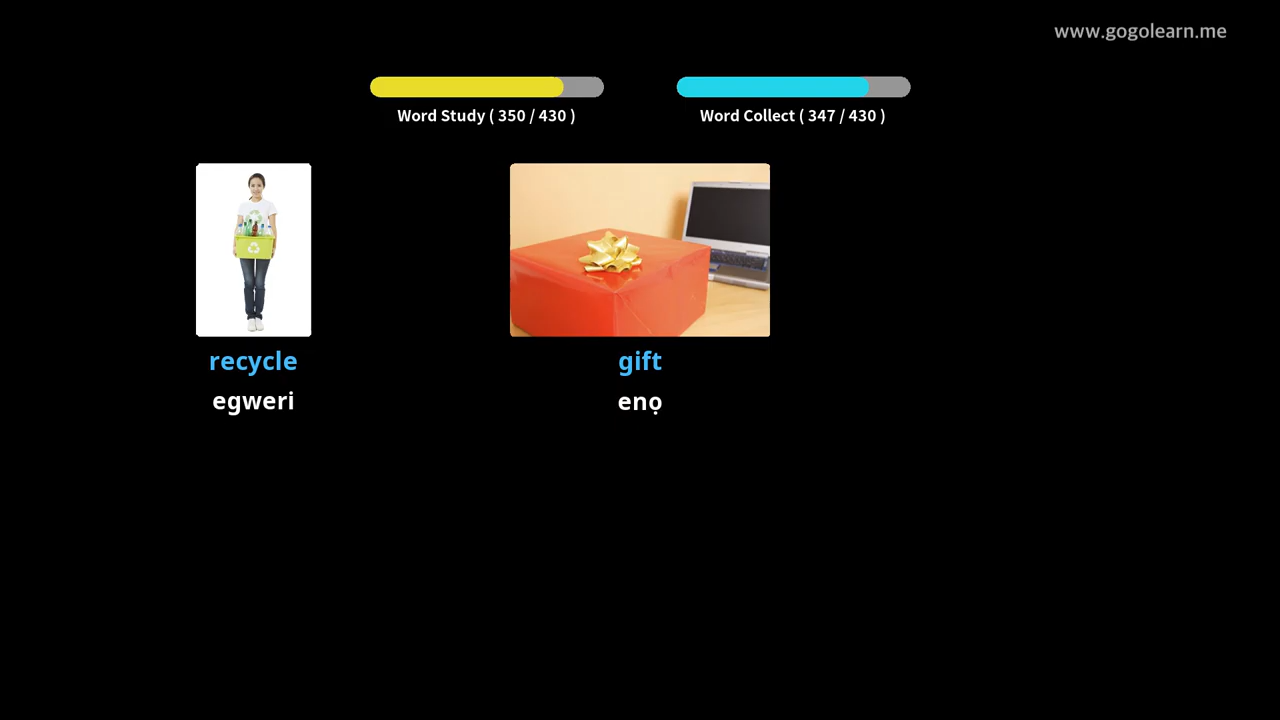 www.gogolearn.me
Word Study ( 350 / 430 )
Word Collect ( 347 / 430 )
recycle
egweri
gift
enọ